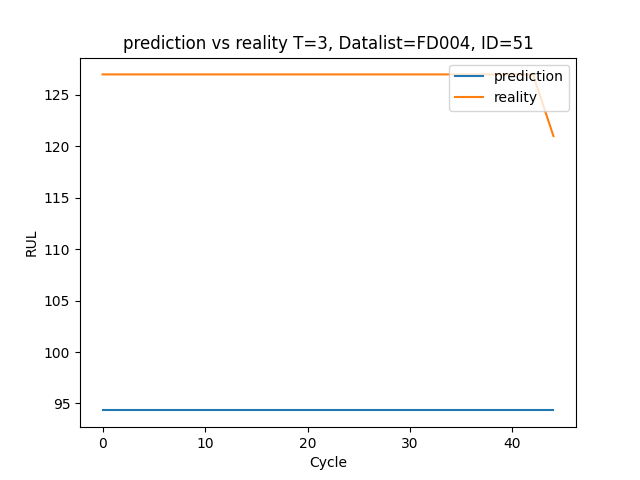 prediction vs reality T=3, Datalist=FD004, ID=51
prediction
reality
125
120
115
110
105
100
95
RUL
0 10 20 30 40
Cycle